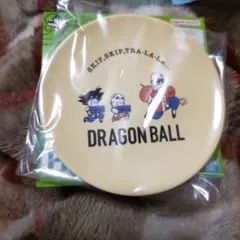 SKIP, SKIP, TRA-LA-LA...
DRAGON BALL